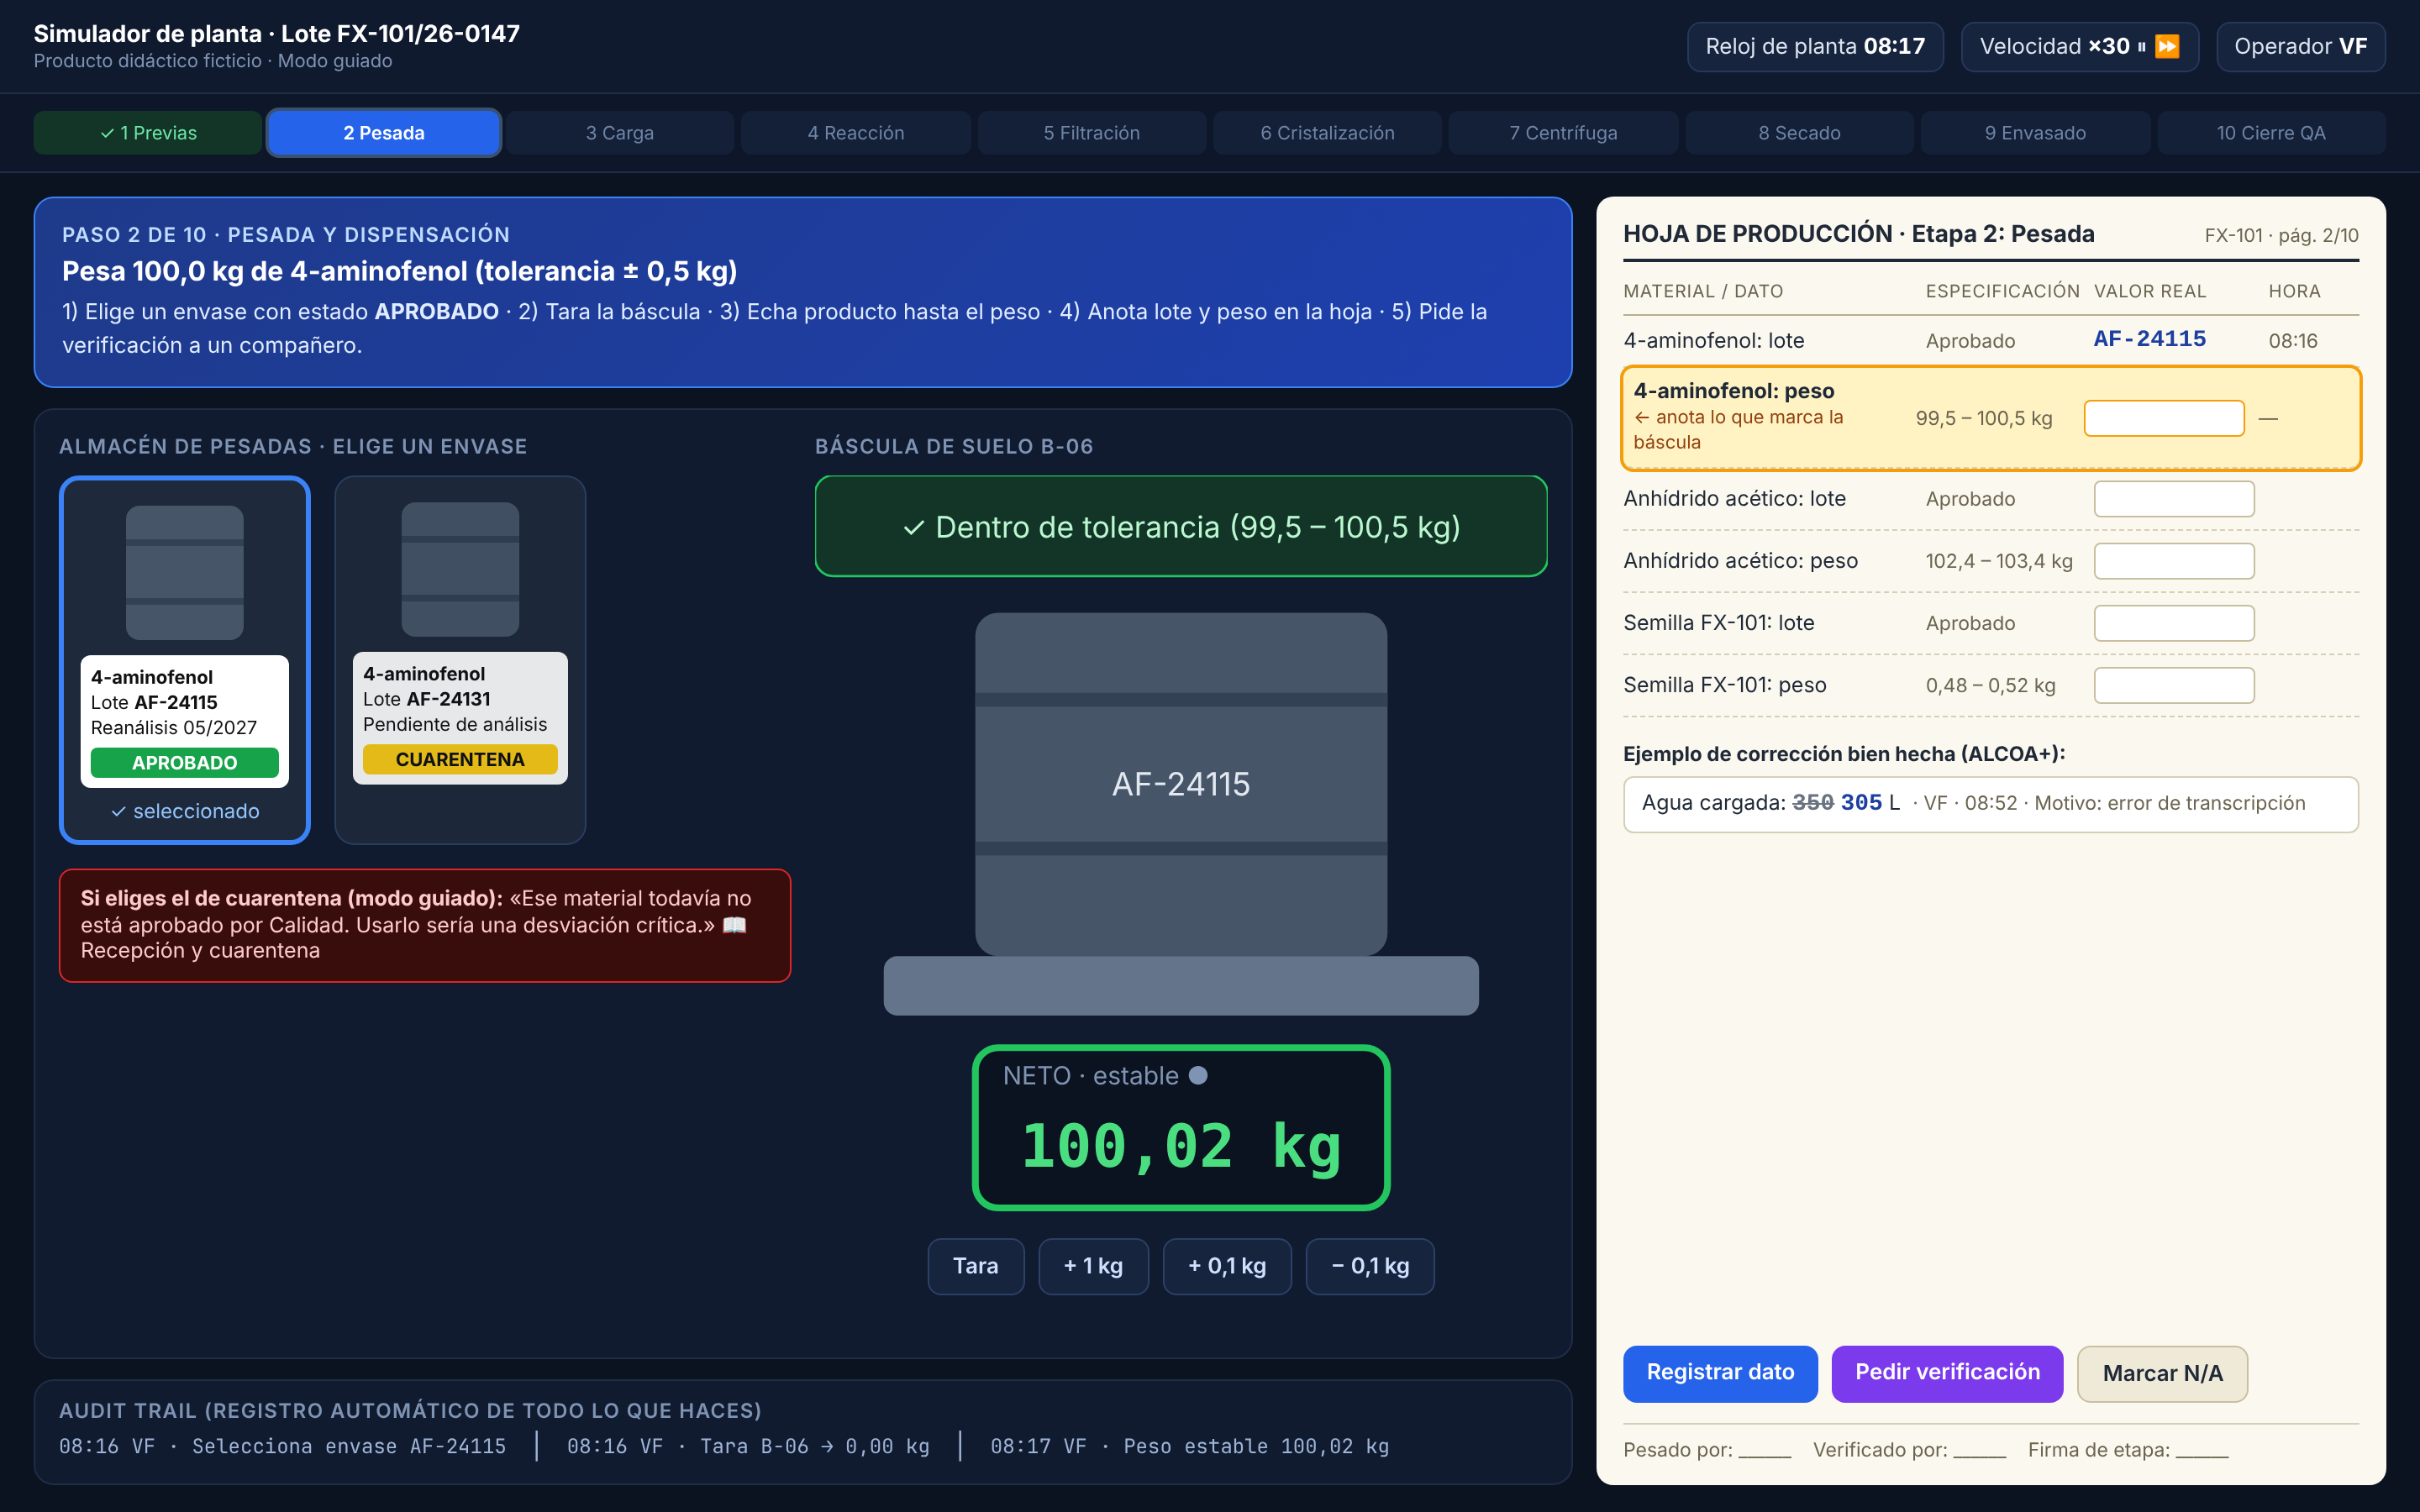 Simulador de planta · Lote FX-101/26-0147
Producto didáctico ficticio · Modo guiado
Reloj de planta 08:17
Velocidad ×30 ⏸ ⏩
Operador VF
✓ 1 Previas
2 Pesada
3 Carga
4 Reacción
5 Filtración
6 Cristalización
7 Centrífuga
8 Secado
9 Envasado
10 Cierre QA
PASO 2 DE 10 · PESADA Y DISPENSACIÓN
Pesa 100,0 kg de 4-aminofenol (tolerancia ± 0,5 kg)
1) Elige un envase con estado APROBADO · 2) Tara la báscula · 3) Echa producto hasta el peso · 4) Anota lote y peso en la hoja · 5) Pide la
verificación a un compañero.
ALMACÉN DE PESADAS · ELIGE UN ENVASE
4-aminofenol
Lote AF-24115
Reanálisis 05/2027
APROBADO
✓ seleccionado
4-aminofenol
Lote AF-24131
Pendiente de análisis
CUARENTENA
Si eliges el de cuarentena (modo guiado): «Ese material todavía no
está aprobado por Calidad. Usarlo sería una desviación crítica.» 📖
Recepción y cuarentena
BÁSCULA DE SUELO B-06
✓ Dentro de tolerancia (99,5 – 100,5 kg)
AF-24115
NETO · estable ●
100,02 kg
Tara
+ 1 kg
+ 0,1 kg
− 0,1 kg
AUDIT TRAIL (REGISTRO AUTOMÁTICO DE TODO LO QUE HACES)
08:16 VF · Selecciona envase AF-24115
08:16 VF · Tara B-06 → 0,00 kg
08:17 VF · Peso estable 100,02 kg
HOJA DE PRODUCCIÓN · Etapa 2: Pesada
FX-101 · pág. 2/10
MATERIAL / DATO ESPECIFICACIÓN VALOR REAL HORA
4-aminofenol: lote Aprobado AF-24115 08:16
4-aminofenol: peso
← anota lo que marca la
báscula
99,5 – 100,5 kg —
Anhídrido acético: lote Aprobado
Anhídrido acético: peso 102,4 – 103,4 kg
Semilla FX-101: lote Aprobado
Semilla FX-101: peso 0,48 – 0,52 kg
Ejemplo de corrección bien hecha (ALCOA+):
Agua cargada: 350 305 L · VF · 08:52 · Motivo: error de transcripción
Registrar dato
Pedir verificación
Marcar N/A
Pesado por: _____ Verificado por: _____ Firma de etapa: _____